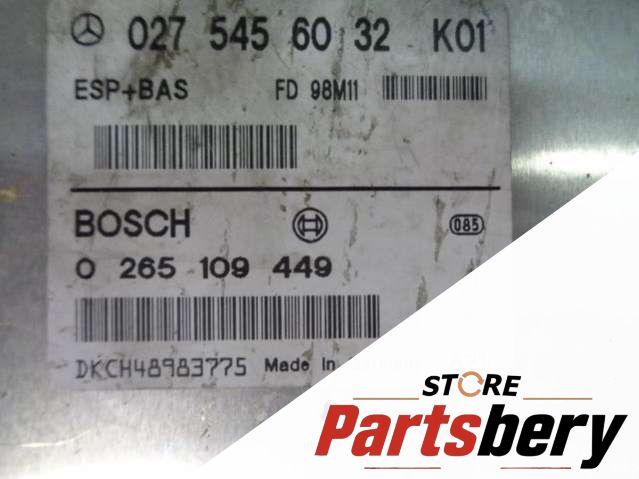 027 545 60 32 K01
ESP+BAS FD 98M11
BOSCH 085
0 265 109 449
DKCH48983775 Made in Germany
STORE
Partsbery